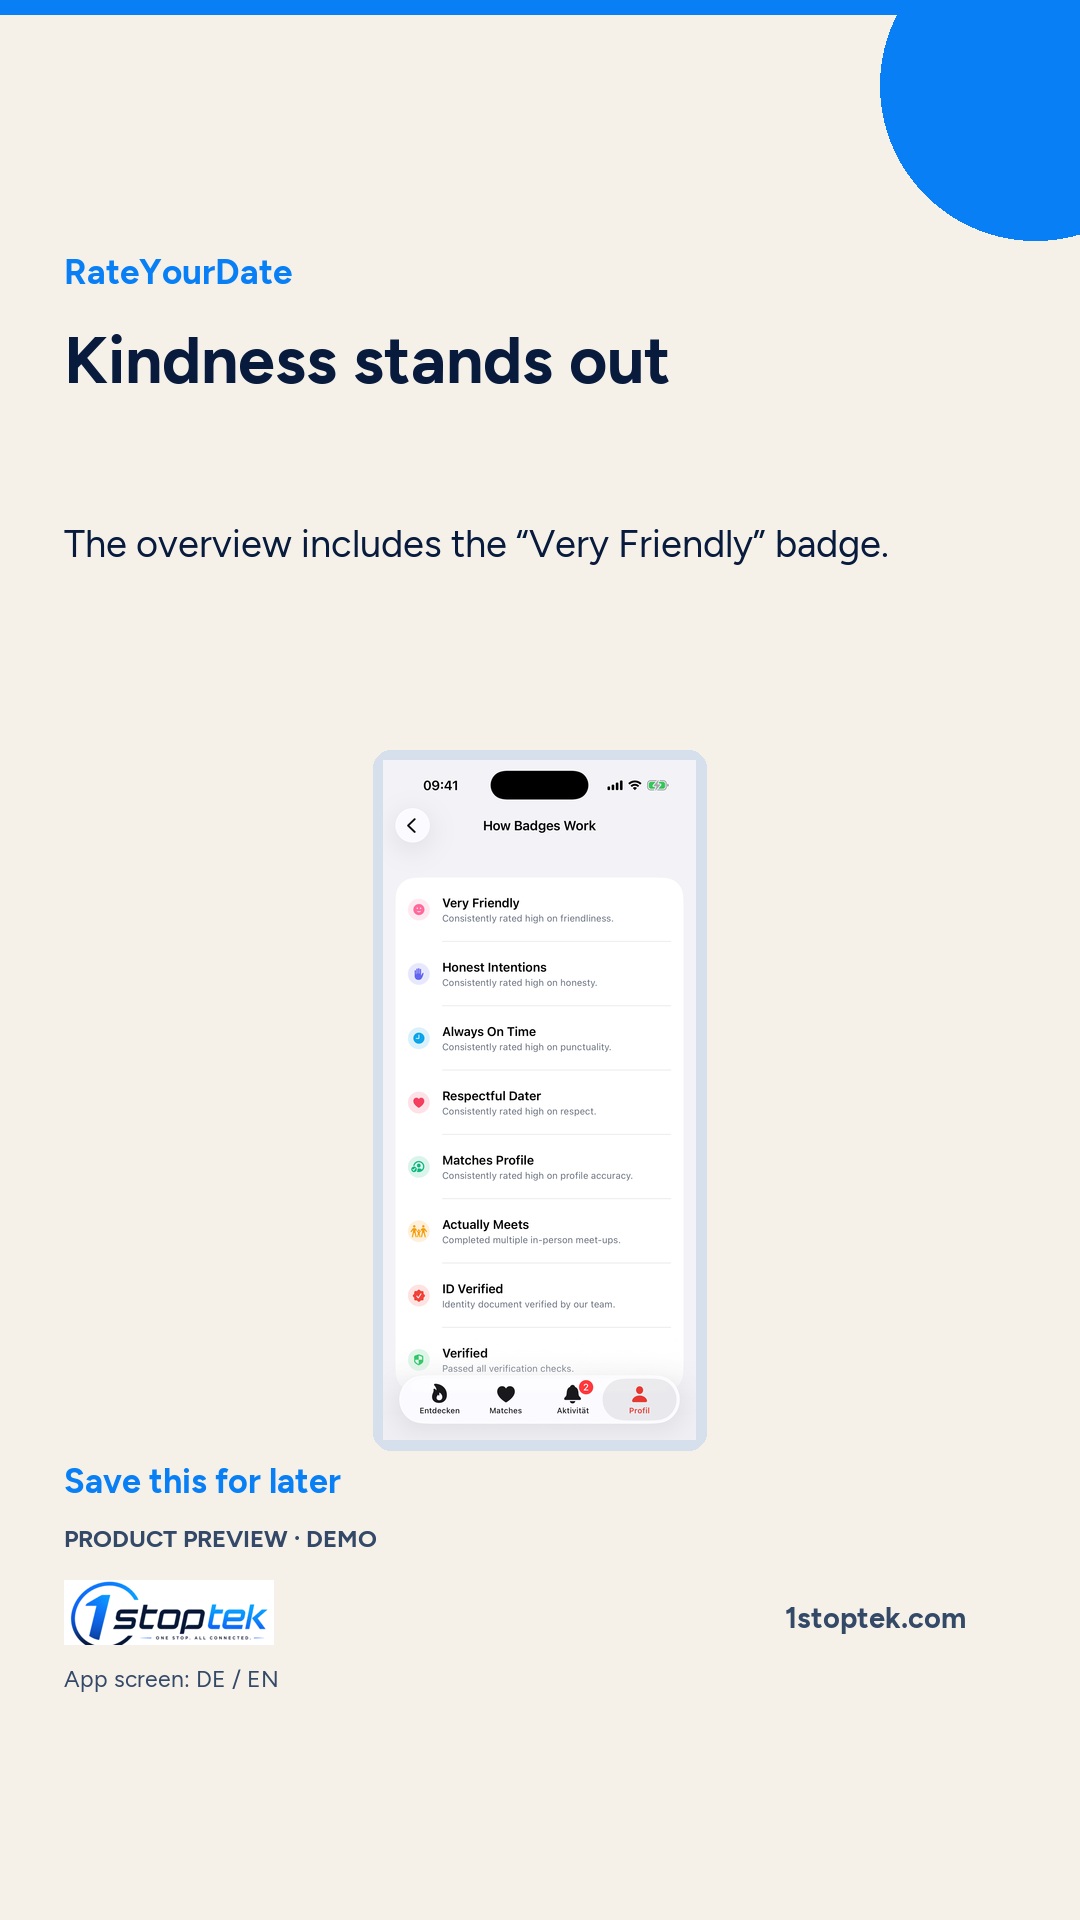 RateYourDate
Kindness stands out
The overview includes the “Very Friendly” badge.
09:41
How Badges Work
Very Friendly
Consistently rated high on friendliness.
Honest Intentions
Consistently rated high on honesty.
Always On Time
Consistently rated high on punctuality.
Respectful Dater
Consistently rated high on respect.
Matches Profile
Consistently rated high on profile accuracy.
Actually Meets
Completed multiple in-person meet-ups.
ID Verified
Identity document verified by our team.
Verified
Passed all verification checks.
2
Entdecken Matches Aktivität Profil
Save this for later
PRODUCT PREVIEW · DEMO
1stoptek
ONE STOP. ALL CONNECTED.
1stoptek.com
App screen: DE / EN